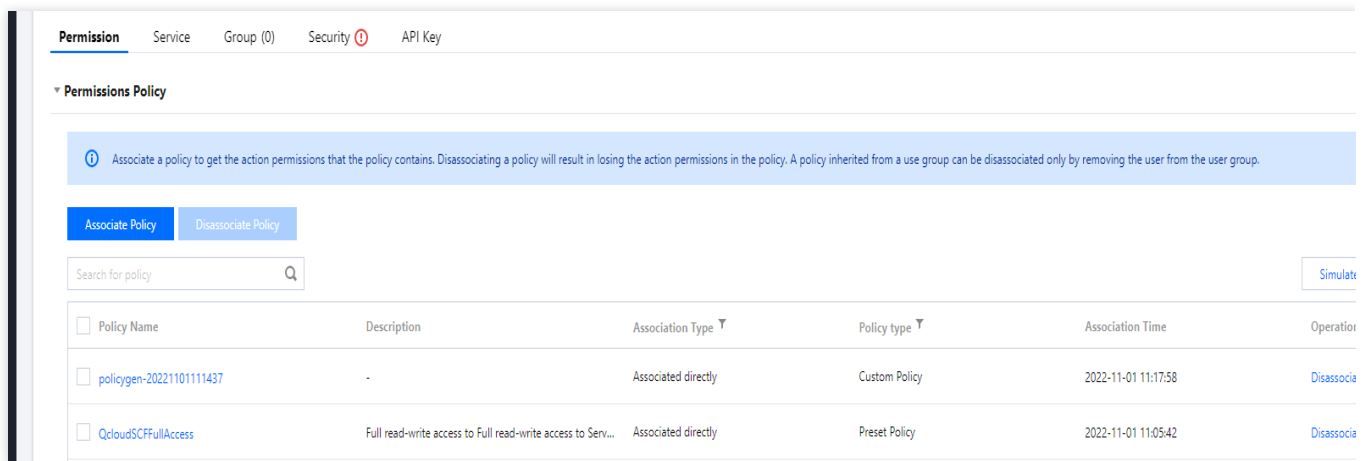 Permission Service Group (0) Security API Key
Permissions Policy
Associate a policy to get the action permissions that the policy contains. Disassociating a policy will result in losing the action permissions in the policy. A policy inherited from a use group can be disassociated only by removing the user from the user group.
Associate Policy Disassociate Policy
Search for policy Simulate
Policy Name Description Association Type Policy type Association Time Operation
policygen-20221101111437 - Associated directly Custom Policy 2022-11-01 11:17:58 Disassocia
QcloudSCFFullAccess Full read-write access to Full read-write access to Serv... Associated directly Preset Policy 2022-11-01 11:05:42 Disassocia